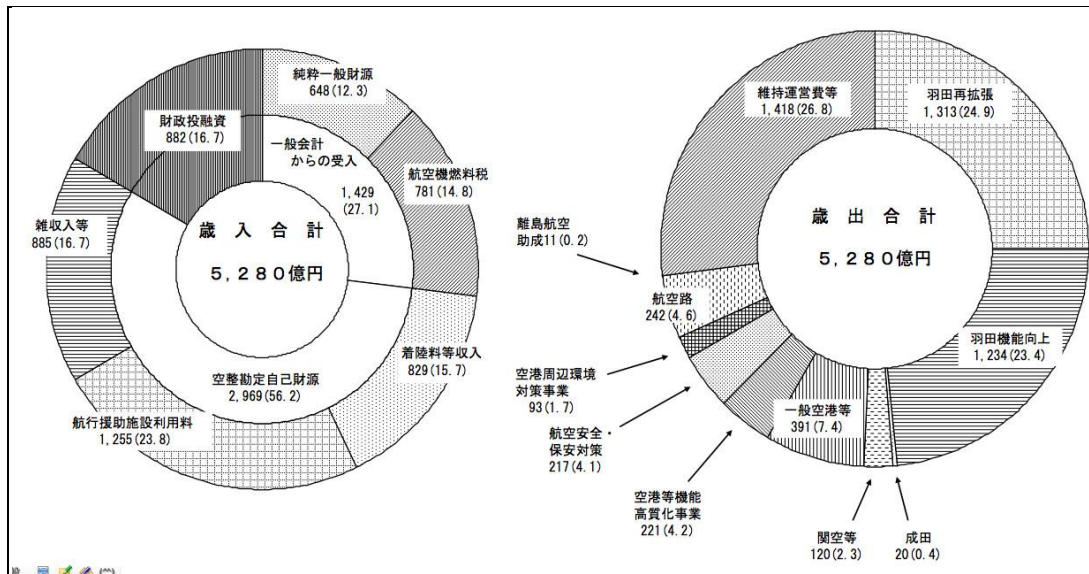 純粋一般財源
648(12.3)
財政投融資
882(16.7)
一般会計
からの受入
1,429
(27.1)
航空機燃料税
781(14.8)
雑収入等
885(16.7)
歳入合計
5,280億円
着陸料等収入
829(15.7)
空整勘定自己財源
2,969(56.2)
航行援助施設利用料
1,255(23.8)
維持運営費等
1,418(26.8)
羽田再拡張
1,313(24.9)
離島航空
助成11(0.2)
歳出合計
5,280億円
航空路
242(4.6)
羽田機能向上
1,234(23.4)
空港周辺環境
対策事業
93(1.7)
一般空港等
391(7.4)
航空安全・
保安対策
217(4.1)
空港等機能
高質化事業
221(4.2)
関空等
120(2.3)
成田
20(0.4)